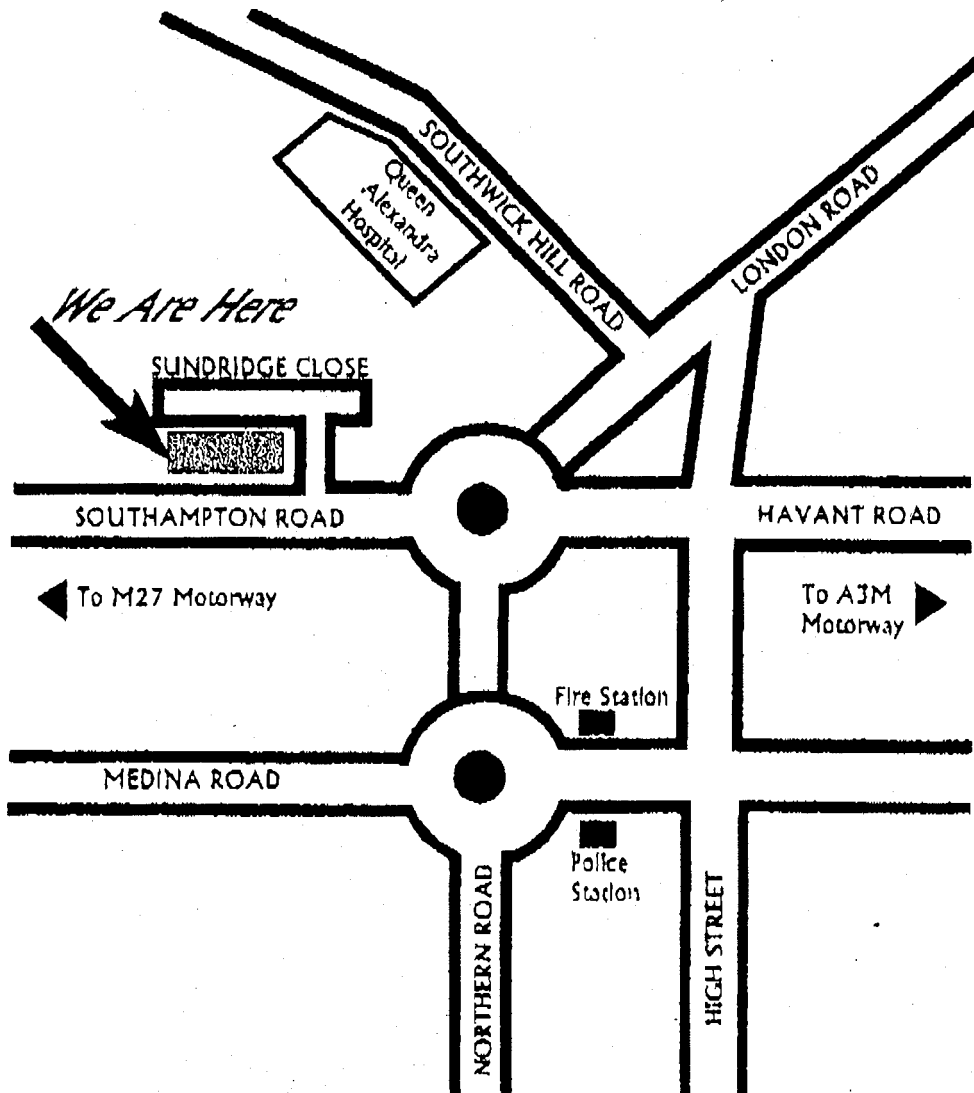 SOUTHWICK HILL ROAD
LONDON ROAD
Queen
Alexandra
Hospital
We Are Here
SUNDRIDGE CLOSE
SOUTHAMPTON ROAD
HAVANT ROAD
To M27 Motorway
To A3M
Motorway
Fire Station
MEDINA ROAD
Police
Station
NORTHERN ROAD
HIGH STREET